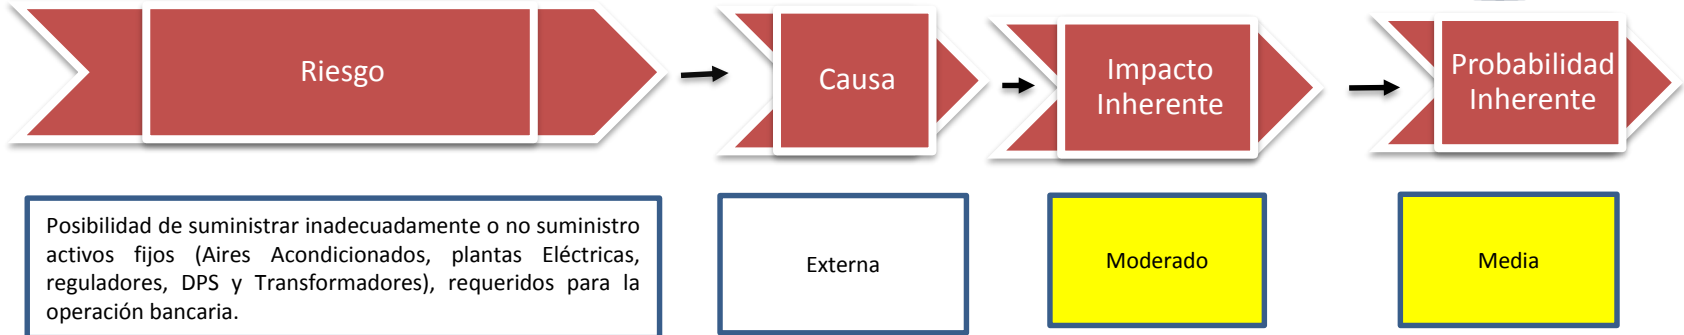 Riesgo
Causa
Impacto
Inherente
Probabilidad
Inherente
Posibilidad de suministrar inadecuadamente o no suministro
activos fijos (Aires Acondicionados, plantas Eléctricas,
reguladores, DPS y Transformadores), requeridos para la
operación bancaria.
Externa
Moderado
Media